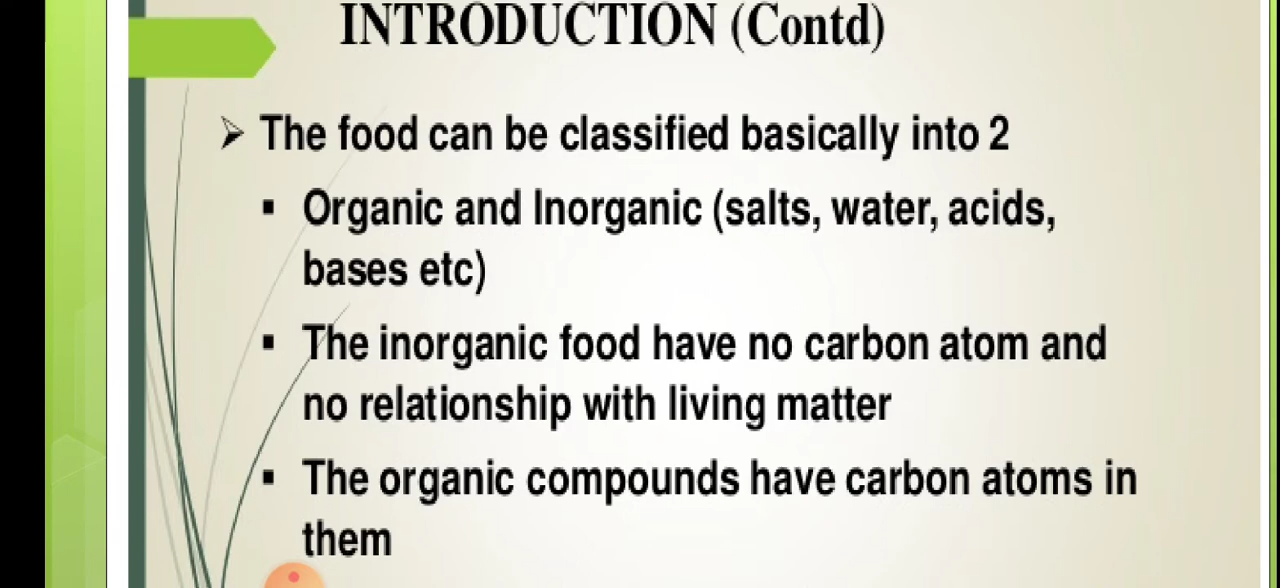 INTRODUCTION (Contd)
➢ The food can be classified basically into 2
▪ Organic and Inorganic (salts, water, acids,
bases etc)
▪ The inorganic food have no carbon atom and
no relationship with living matter
▪ The organic compounds have carbon atoms in
them